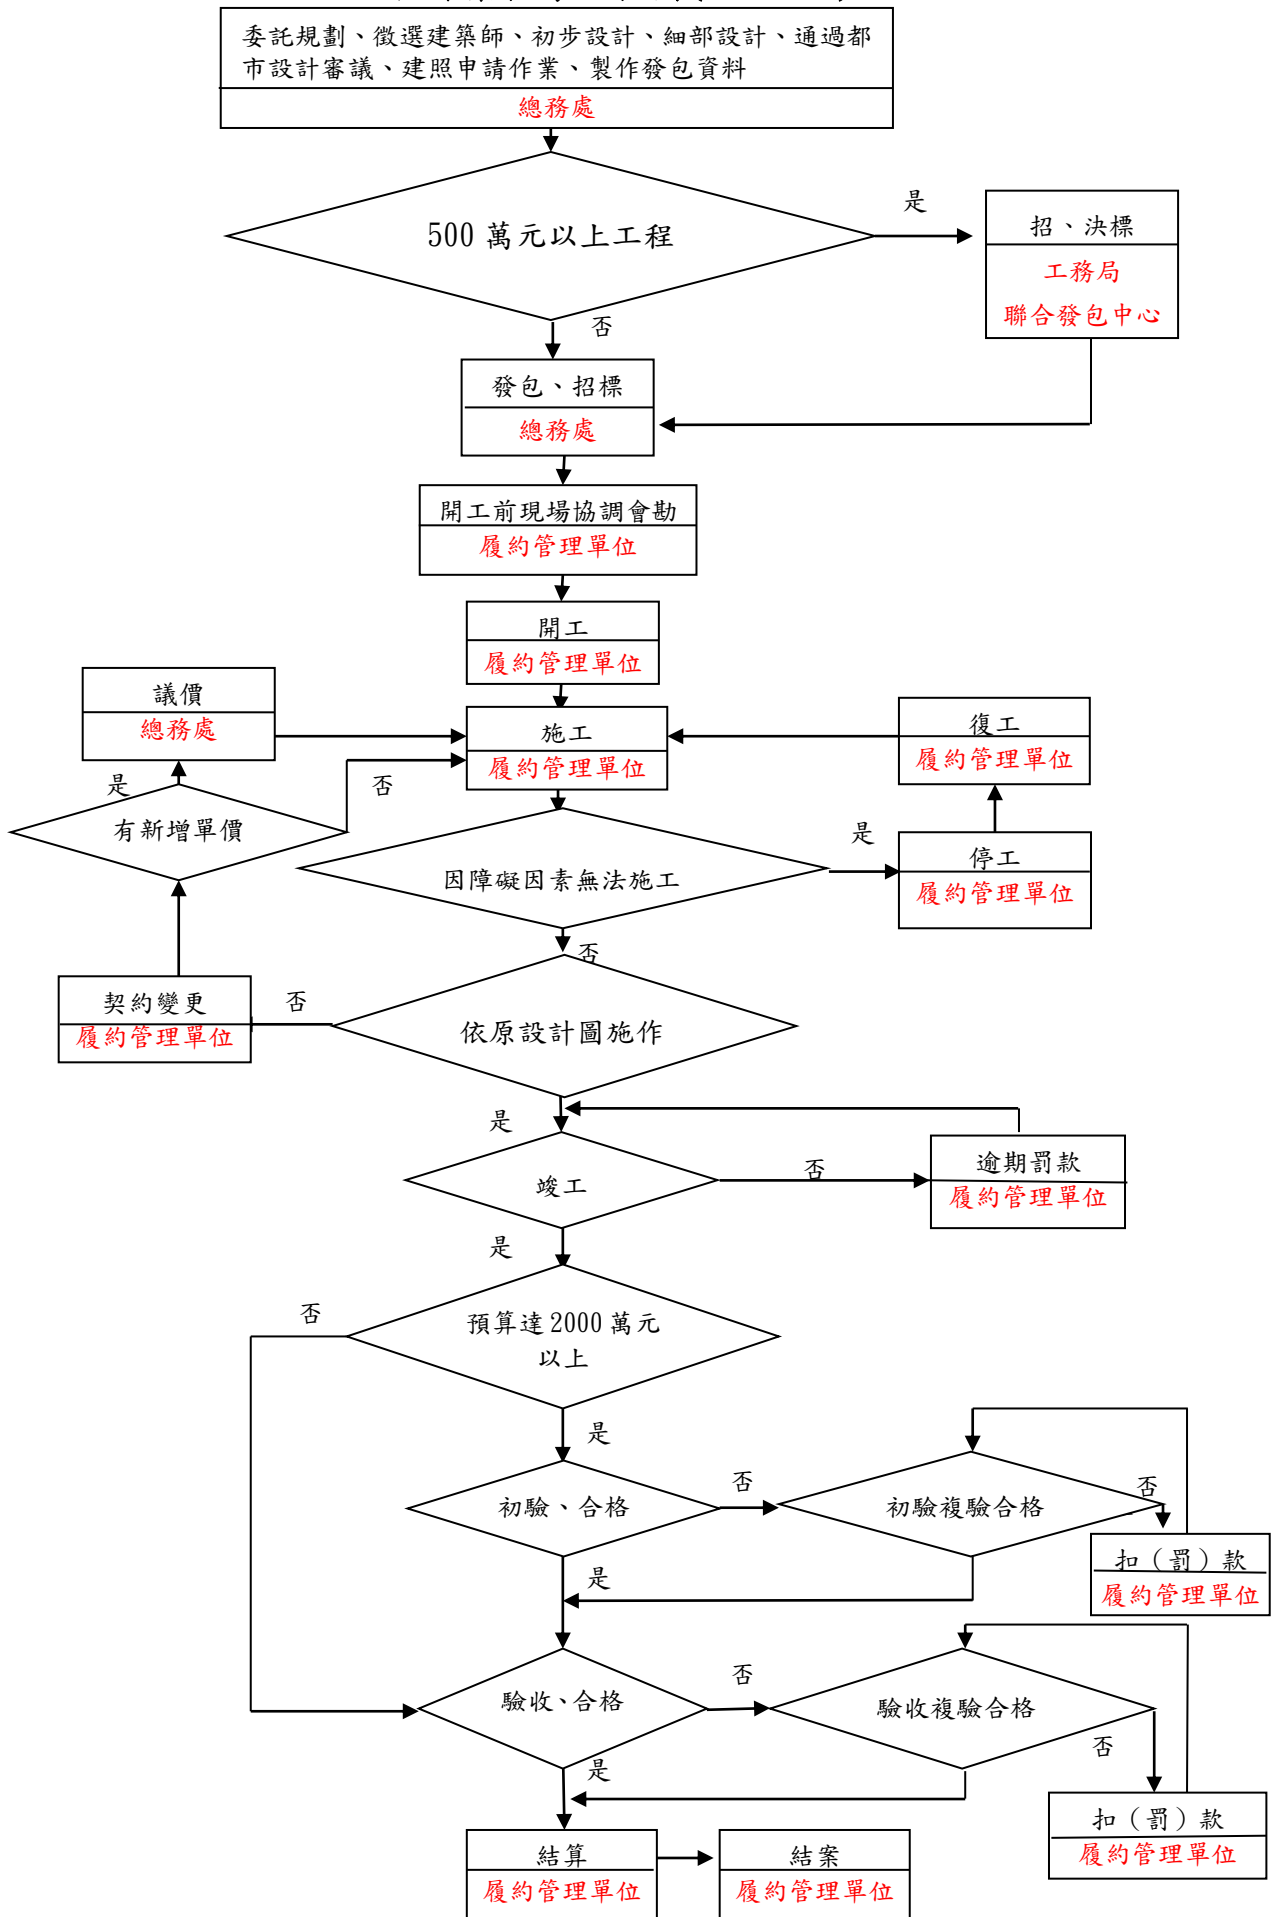 委託規劃、徵選建築師、初步設計、細部設計、通過都
市設計審議、建照申請作業、製作發包資料
總務處
500 萬元以上工程
是
招、決標
工務局
聯合發包中心
否
發包、招標
總務處
開工前現場協調會勘
履約管理單位
開工
履約管理單位
議價
總務處
施工
履約管理單位
復工
履約管理單位
是
否
有新增單價
因障礙因素無法施工
是
停工
履約管理單位
否
契約變更
履約管理單位
否
依原設計圖施作
是
竣工
否
逾期罰款
履約管理單位
是
否
預算達 2000 萬元
以上
是
初驗、合格
否
初驗複驗合格
否
扣（罰）款
履約管理單位
是
驗收、合格
否
驗收複驗合格
否
扣（罰）款
履約管理單位
是
結算
履約管理單位
結案
履約管理單位